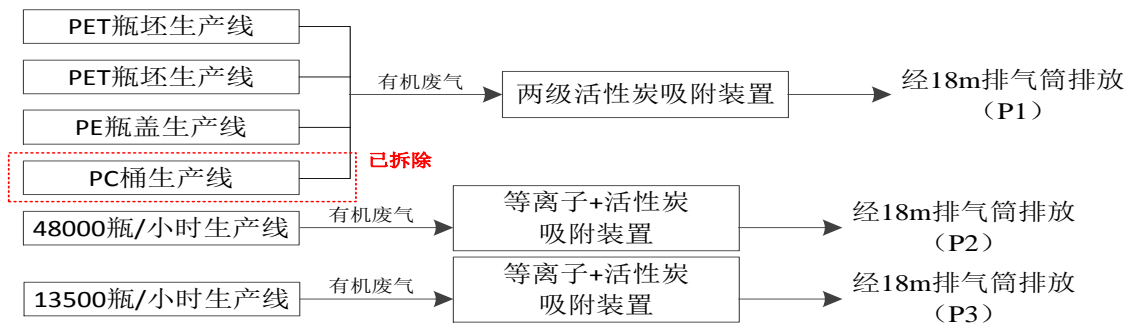 PET瓶坯生产线
PET瓶坯生产线
PE瓶盖生产线
PC桶生产线
已拆除
有机废气
两级活性炭吸附装置
经18m排气筒排放
（P1）
48000瓶/小时生产线
有机废气
等离子+活性炭
吸附装置
经18m排气筒排放
（P2）
13500瓶/小时生产线
有机废气
等离子+活性炭
吸附装置
经18m排气筒排放
（P3）